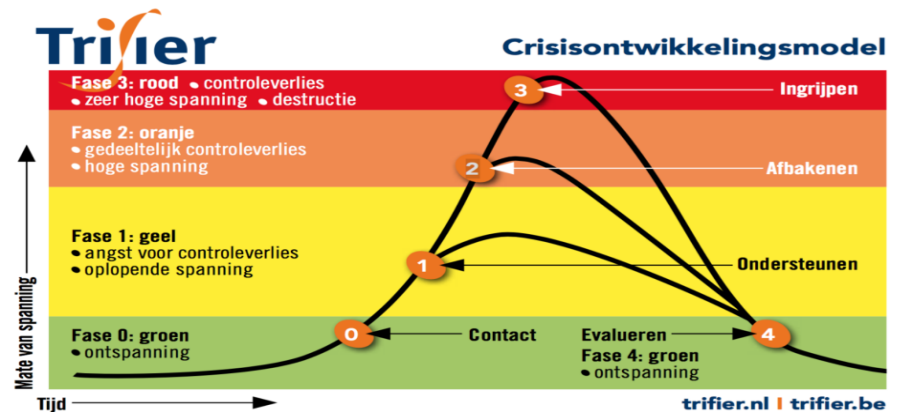 Trifier
Crisisontwikkelingsmodel
Fase 3: rood • controleverlies
• zeer hoge spanning • destructie
3
Ingrijpen
Fase 2: oranje
• gedeeltelijk controleverlies
• hoge spanning
2
Afbakenen
Fase 1: geel
• angst voor controleverlies
• oplopende spanning
1
Ondersteunen
Fase 0: groen
• ontspanning
0
Contact
Evalueren
Fase 4: groen
• ontspanning
4
Mate van spanning
Tijd
trifier.nl | trifier.be